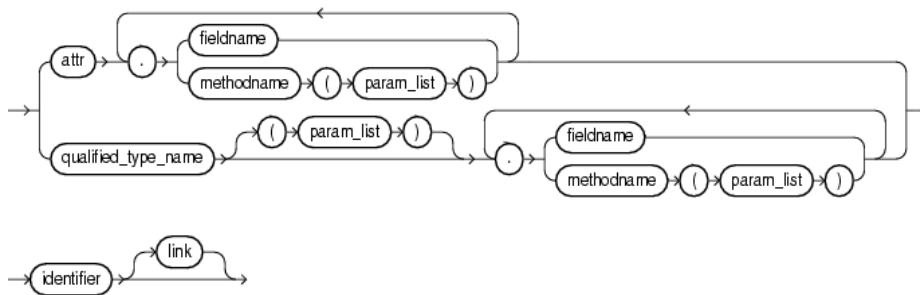 fieldname
attr .
methodname ( param_list )
( param_list ) fieldname
qualified_type_name .
methodname ( param_list )
link
identifier